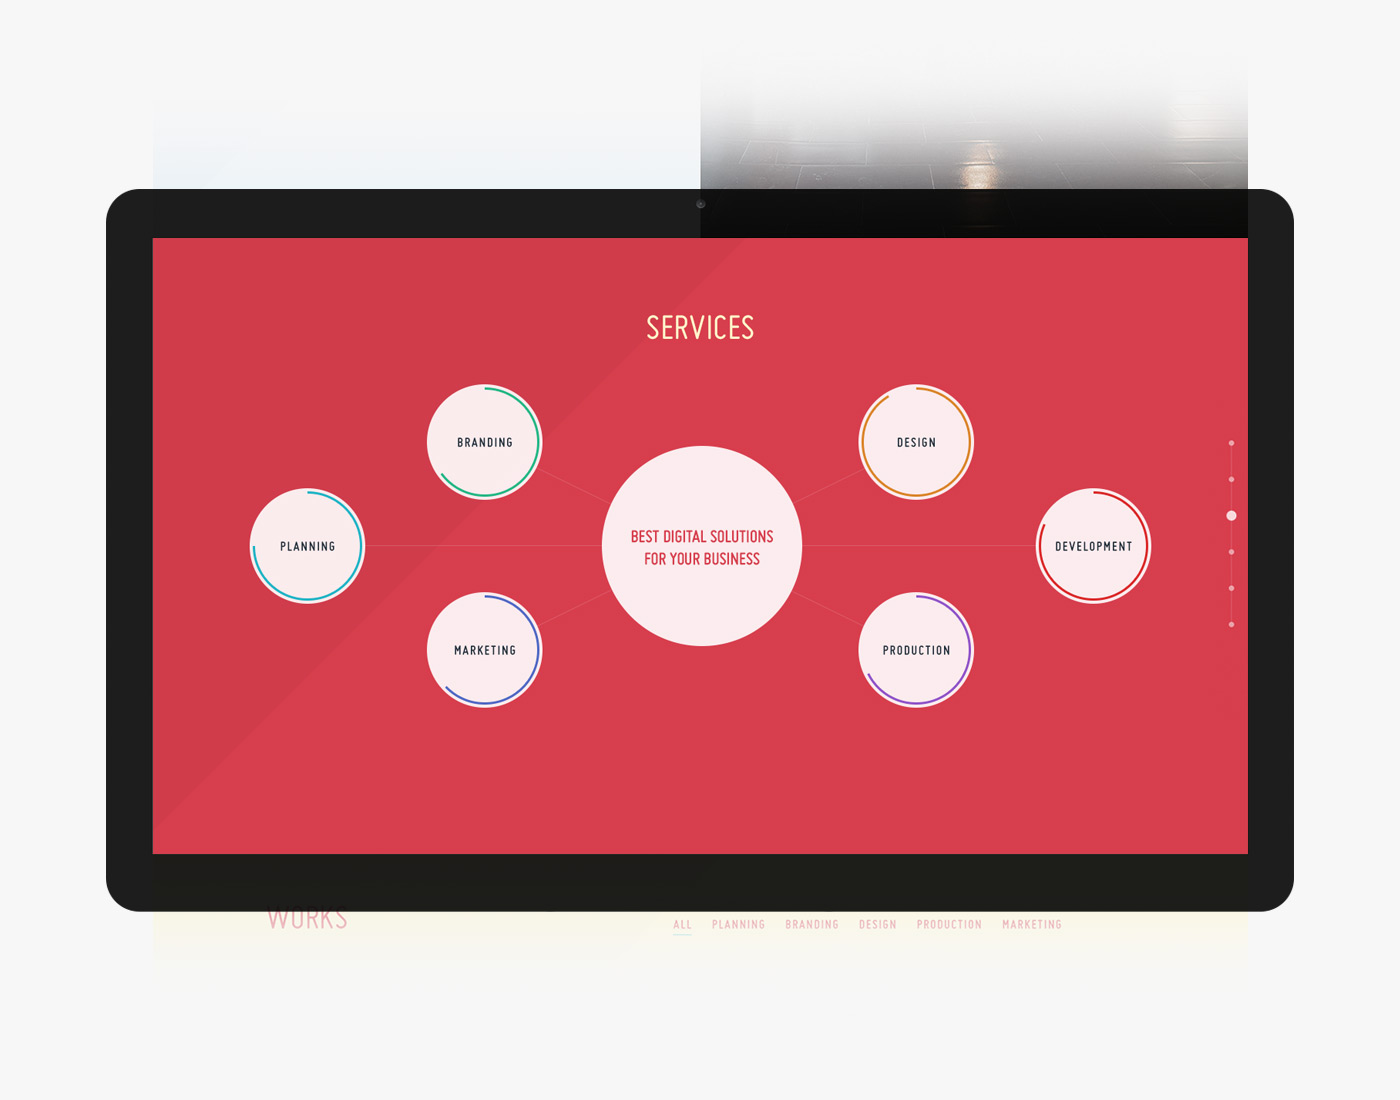 SERVICES
BRANDING
DESIGN
PLANNING
BEST DIGITAL SOLUTIONS
FOR YOUR BUSINESS
DEVELOPMENT
MARKETING
PRODUCTION
WORKS
ALL PLANNING BRANDING DESIGN PRODUCTION MARKETING